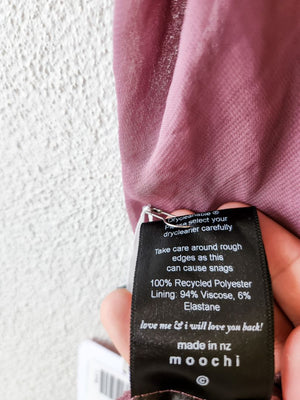 Drycleanable ®
Please select your
drycleaner carefully
Take care around rough
edges as this
can cause snags
100% Recycled Polyester
Lining: 94% Viscose, 6%
Elastane
love me & i will love you back!
made in nz
moochi
G